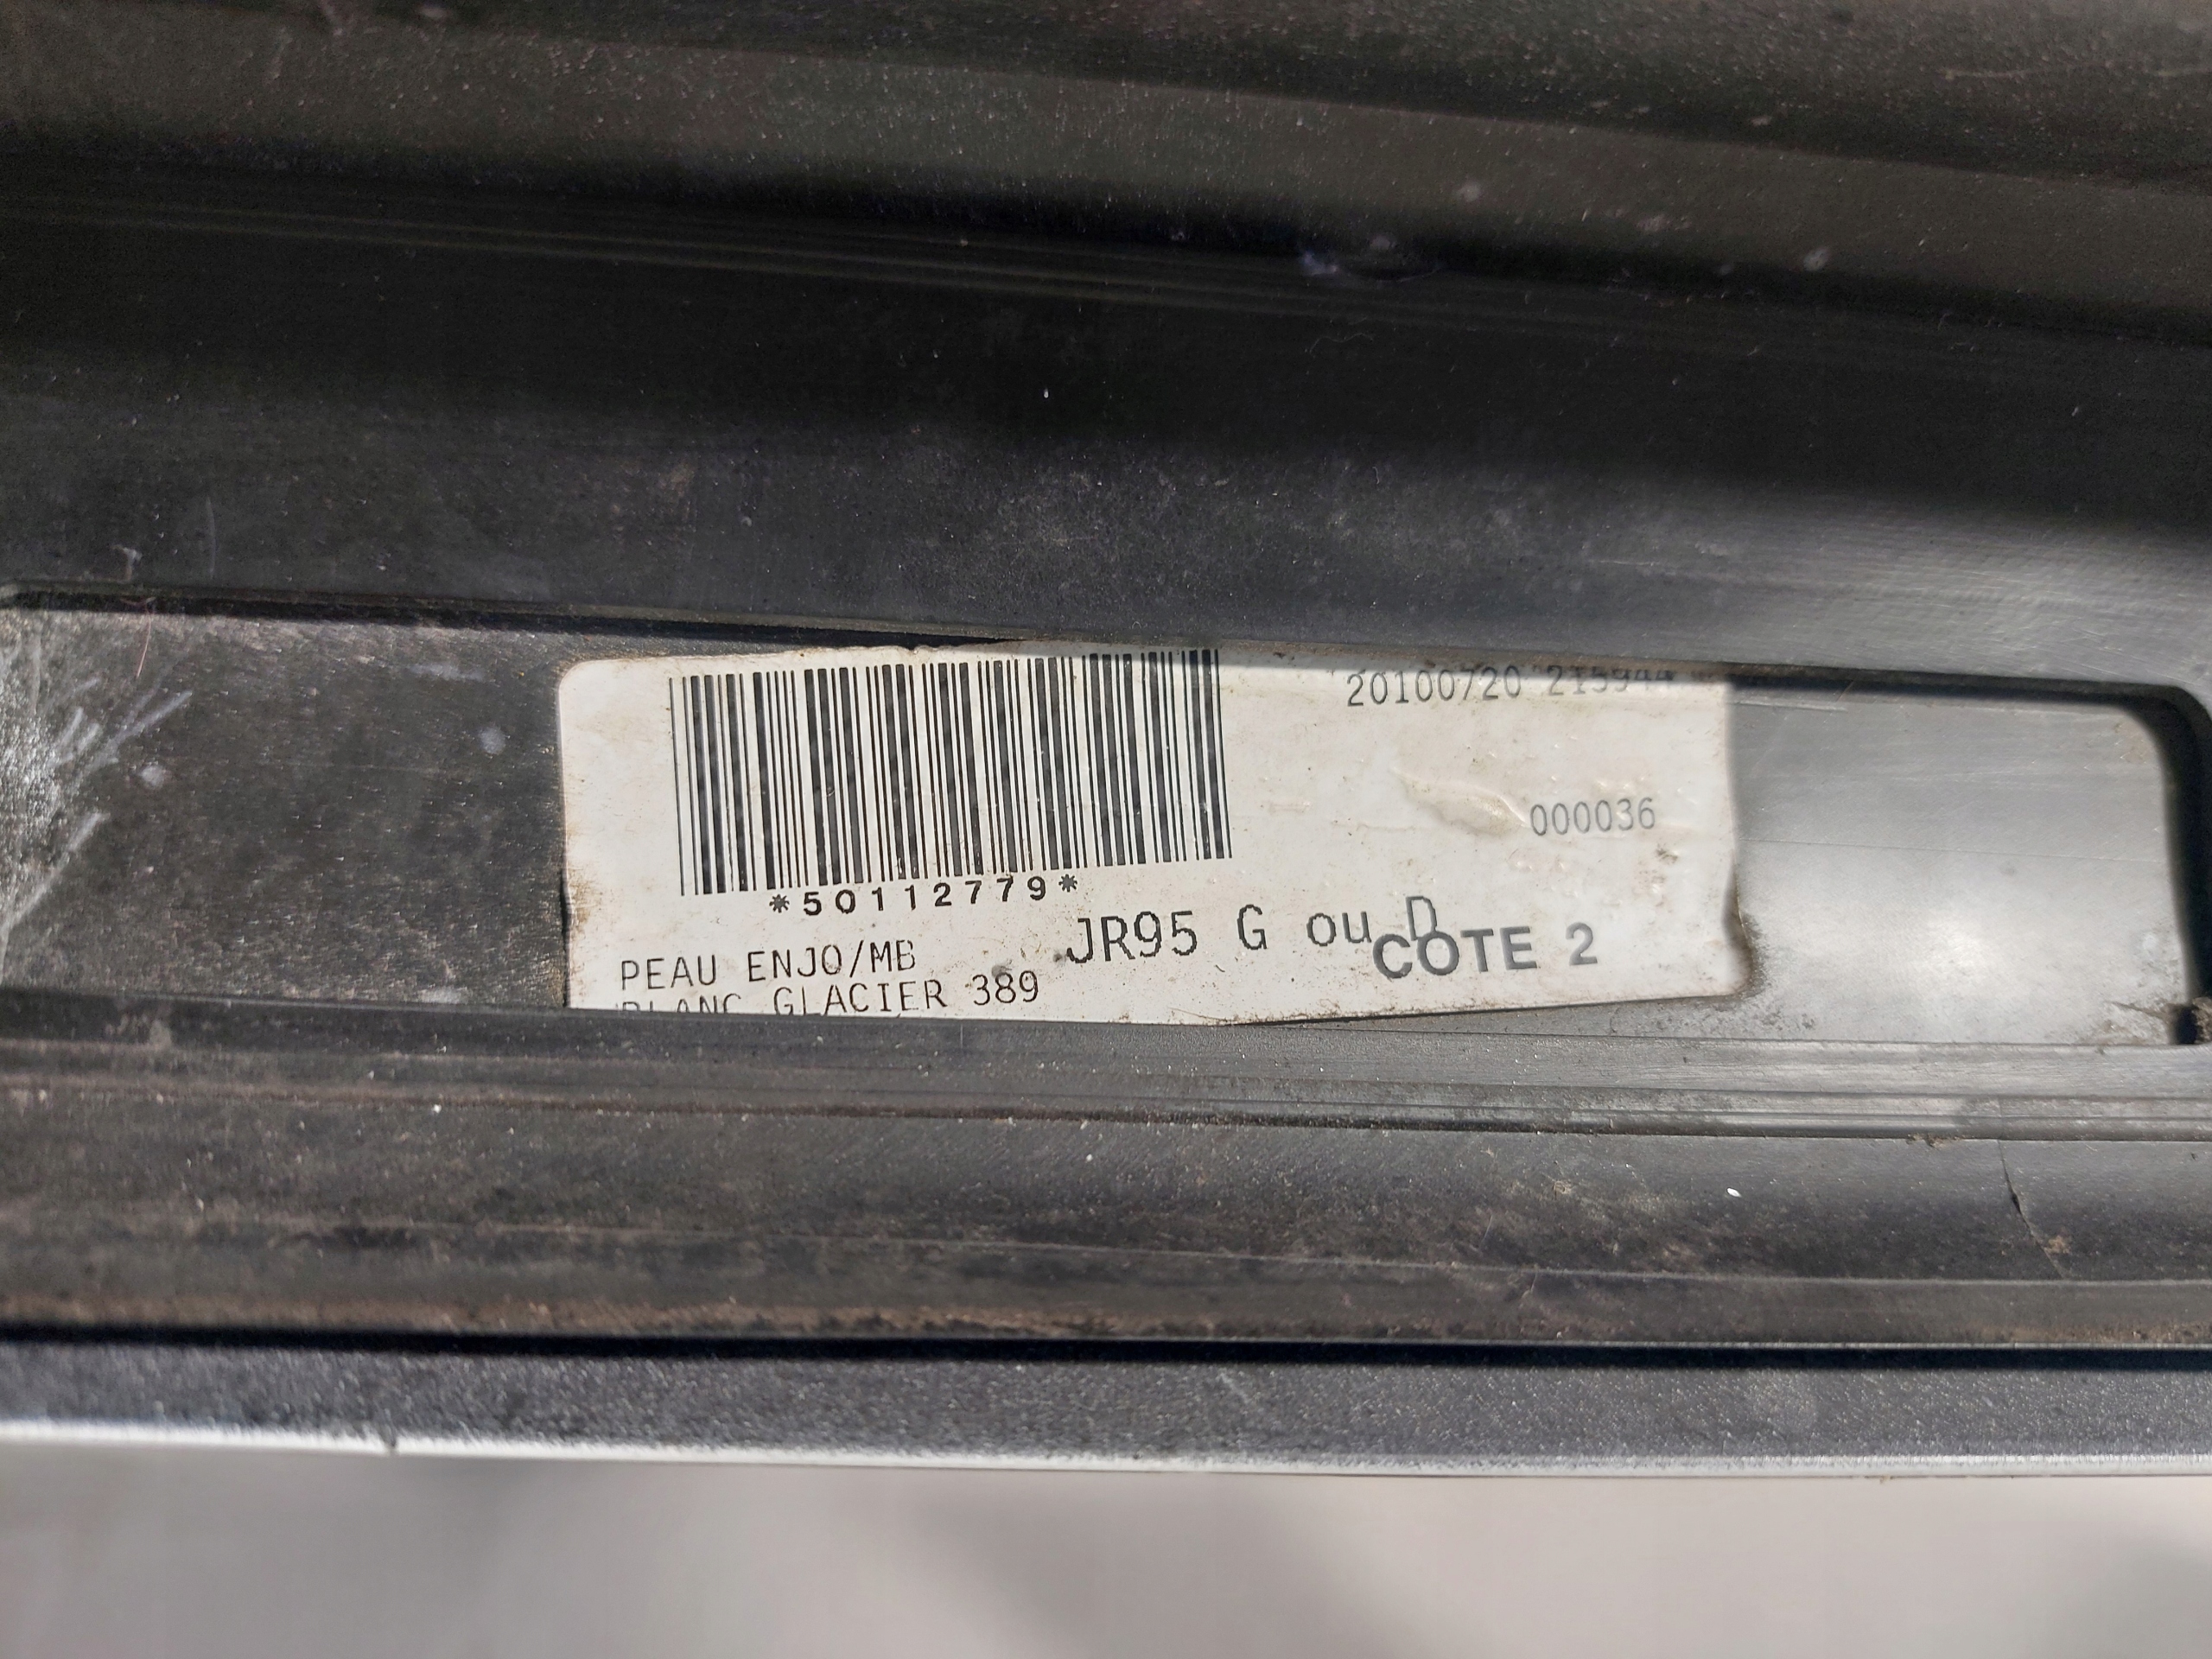 20100720 215944
000036
*50112779*
JR95 G ou D
COTE 2
PEAU ENJO/MB
BLANC GLACIER 389